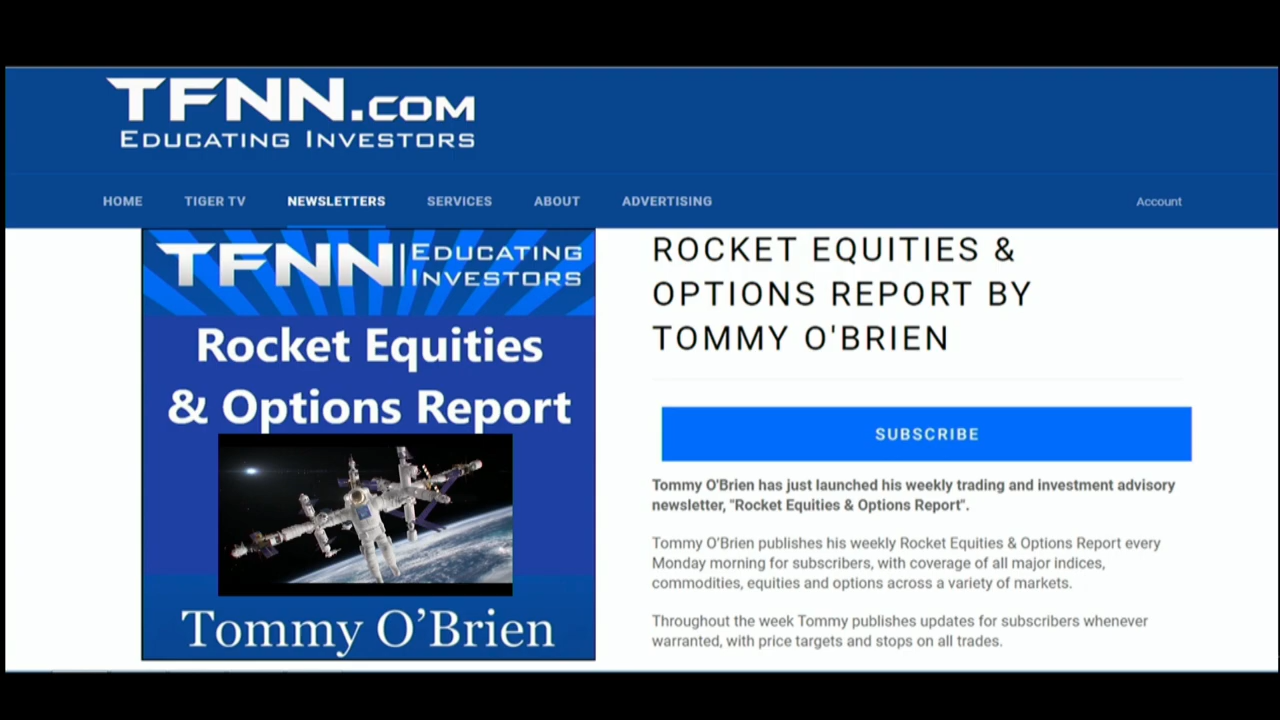 TFNN.COM
EDUCATING INVESTORS
HOME TIGER TV NEWSLETTERS SERVICES ABOUT ADVERTISING Account
TFNN EDUCATING
INVESTORS
Rocket Equities
& Options Report
Tommy O’Brien
ROCKET EQUITIES &
OPTIONS REPORT BY
TOMMY O'BRIEN
SUBSCRIBE
Tommy O'Brien has just launched his weekly trading and investment advisory
newsletter, "Rocket Equities & Options Report".
Tommy O’Brien publishes his weekly Rocket Equities & Options Report every
Monday morning for subscribers, with coverage of all major indices,
commodities, equities and options across a variety of markets.
Throughout the week Tommy publishes updates for subscribers whenever
warranted, with price targets and stops on all trades.